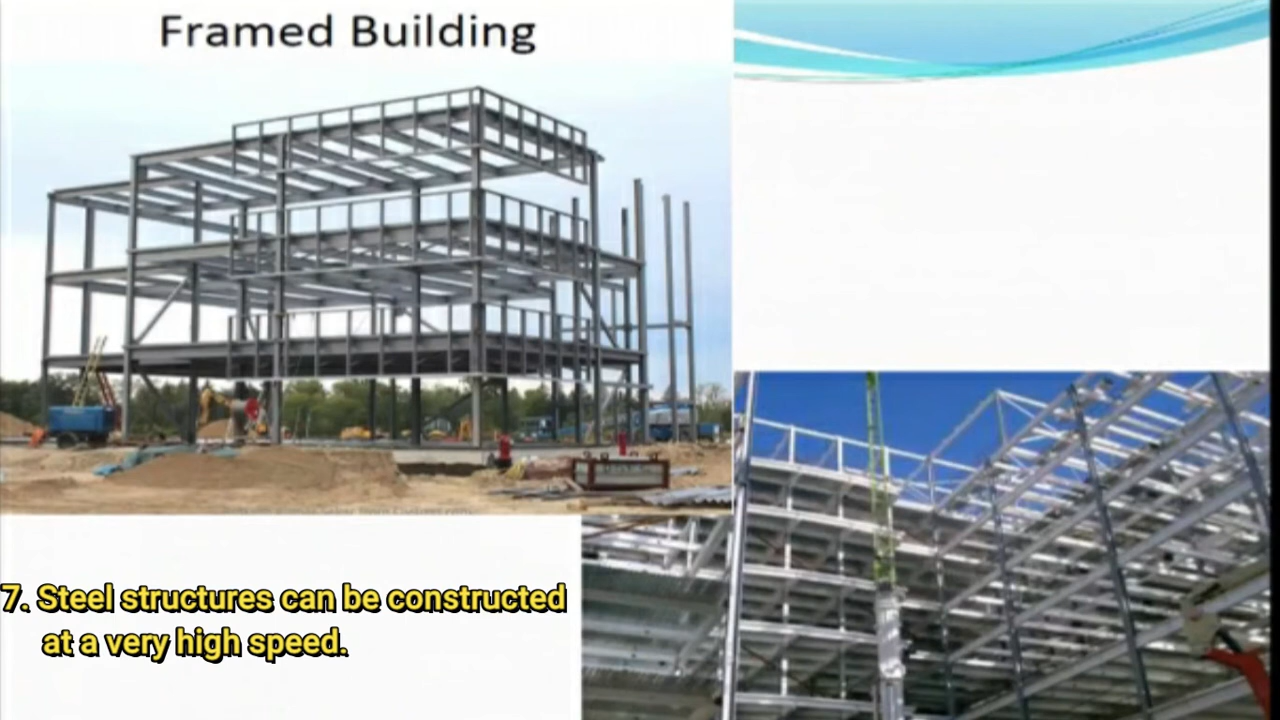 Framed Building
7. Steel structures can be constructed
at a very high speed.